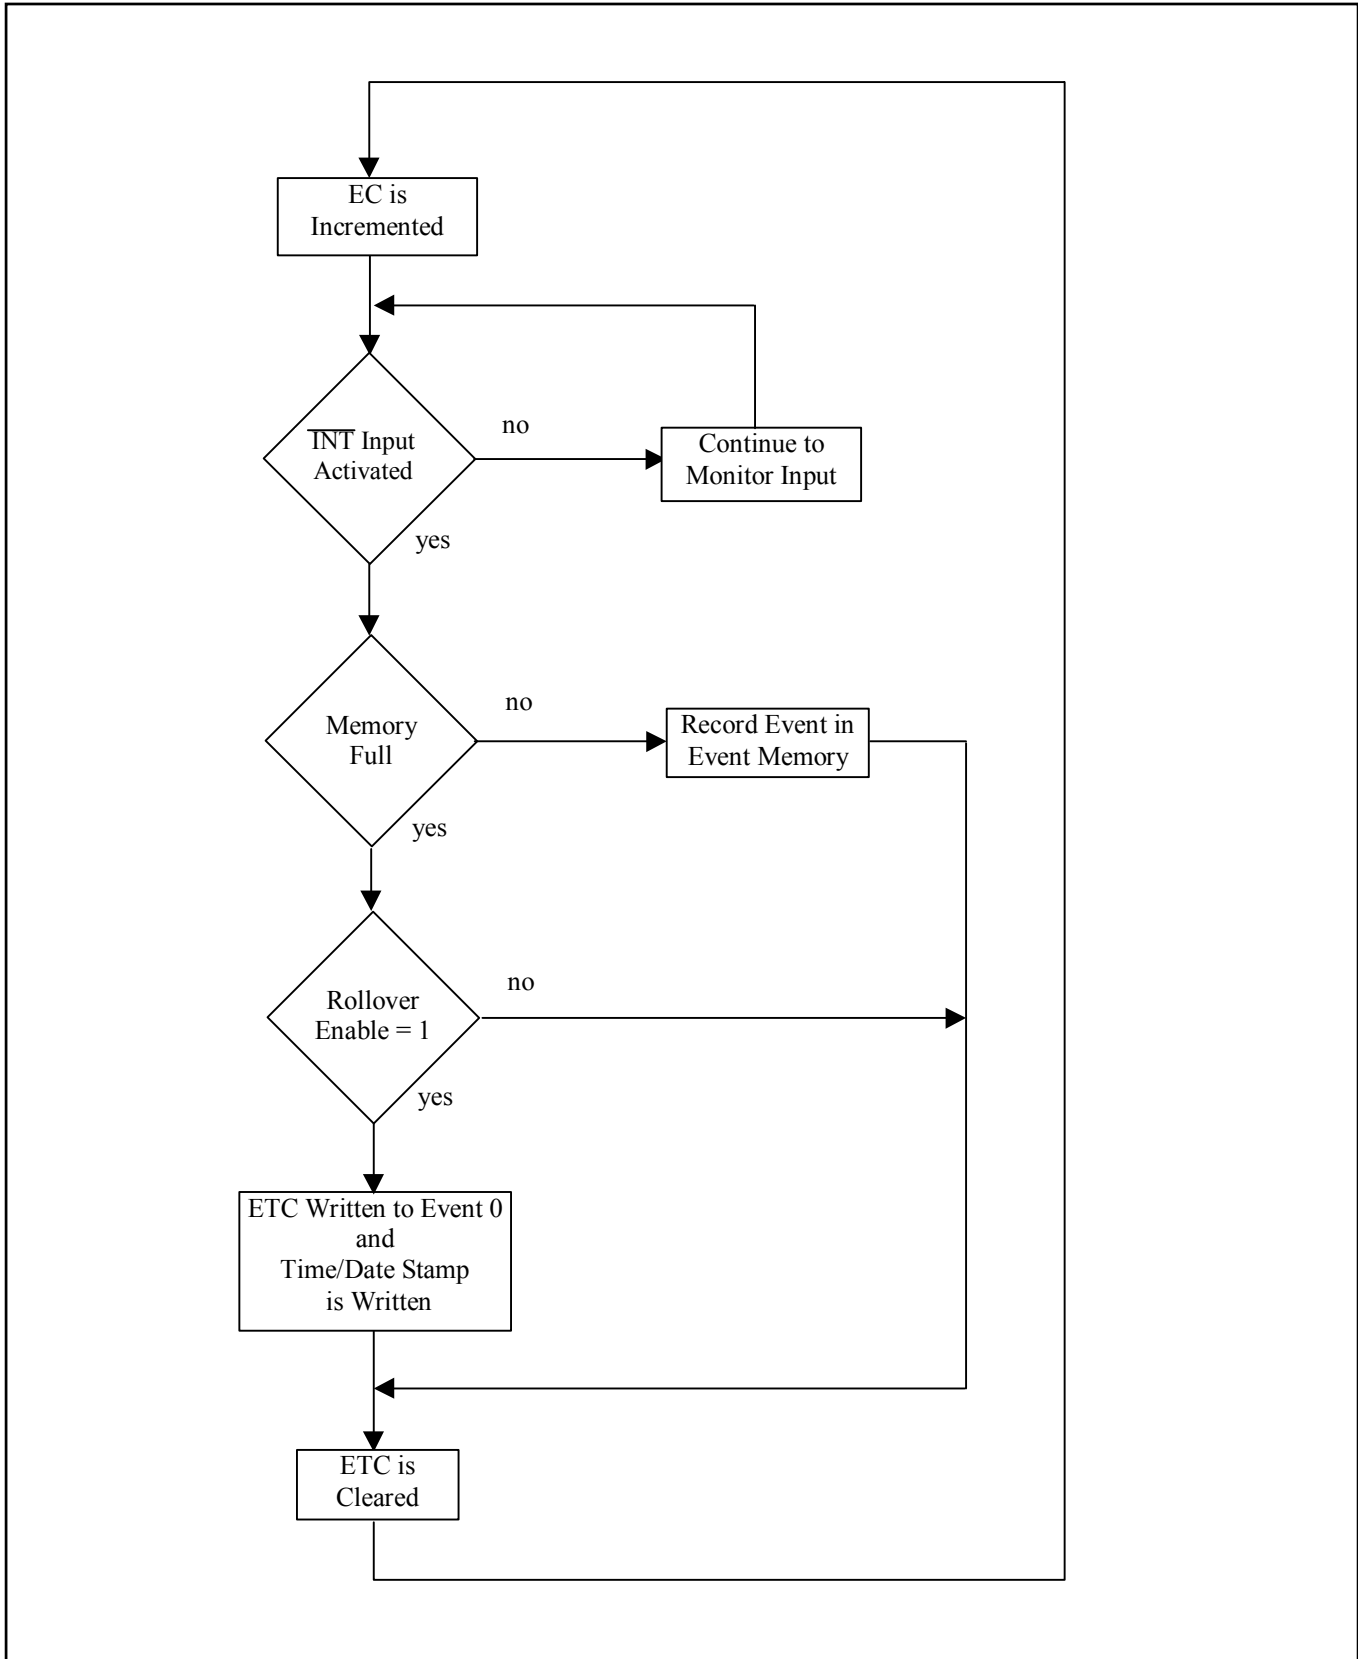 EC is
Incremented
INT Input
Activated
no
Continue to
Monitor Input
yes
Memory
Full
no
Record Event in
Event Memory
yes
Rollover
Enable = 1
no
yes
ETC Written to Event 0
and
Time/Date Stamp
is Written
ETC is
Cleared